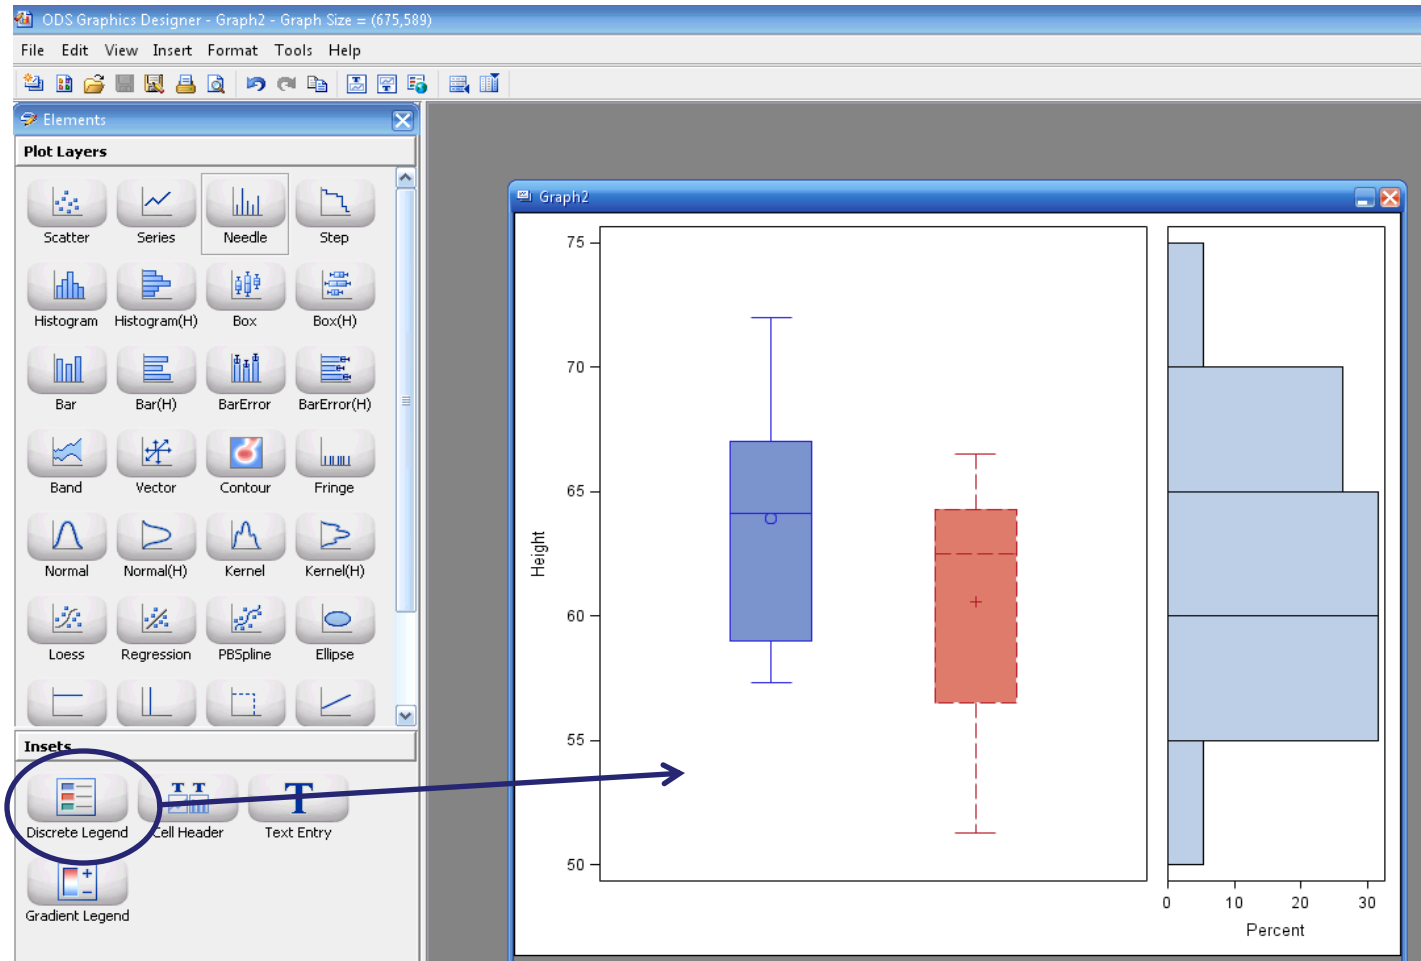 ODS Graphics Designer - Graph2 - Graph Size = (675,589)
File Edit View Insert Format Tools Help
Elements
Plot Layers
Scatter Series Needle Step
Histogram Histogram(H) Box Box(H)
Bar Bar(H) BarError BarError(H)
Band Vector Contour Fringe
Normal Normal(H) Kernel Kernel(H)
Loess Regression PBSpline Ellipse
Insets
T T T
Discrete Legend Cell Header Text Entry
Gradient Legend
Graph2
75
70
65
60
55
50
Height
0 10 20 30
Percent